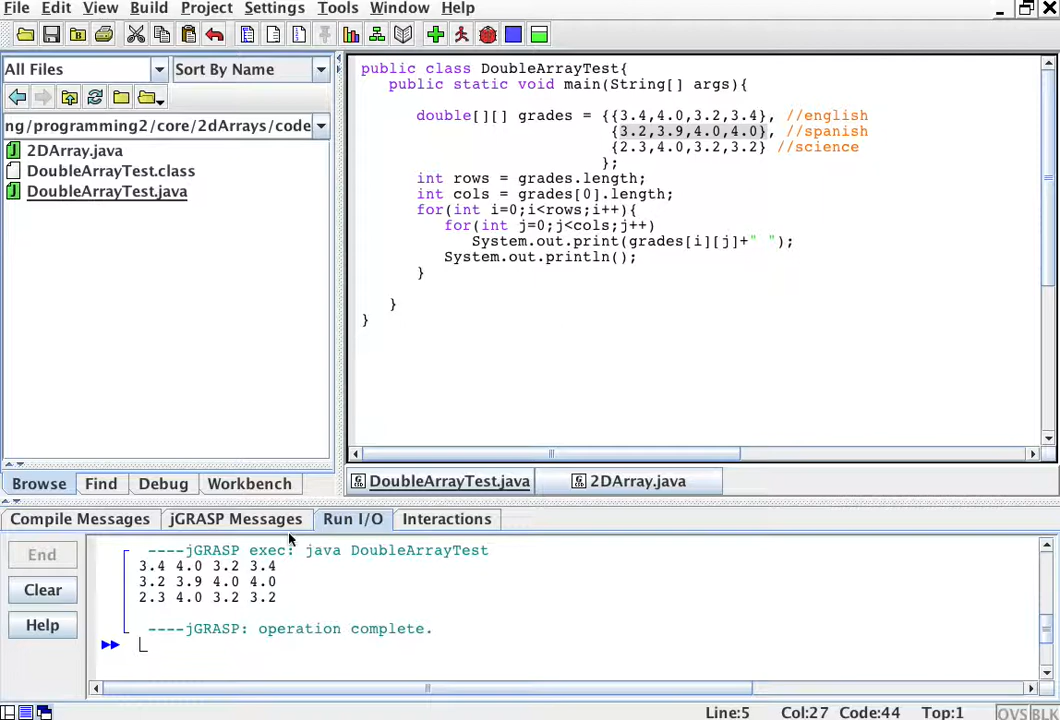 File Edit View Build Project Settings Tools Window Help
All Files Sort By Name
ng/programming2/core/2dArrays/code
2DArray.java
DoubleArrayTest.class
DoubleArrayTest.java
Browse Find Debug Workbench
public class DoubleArrayTest{
public static void main(String[] args){
double[][] grades = {{3.4,4.0,3.2,3.4}, //english
{3.2,3.9,4.0,4.0}, //spanish
{2.3,4.0,3.2,3.2} //science
};
int rows = grades.length;
int cols = grades[0].length;
for(int i=0;i<rows;i++){
for(int j=0;j<cols;j++)
System.out.print(grades[i][j]+" ");
System.out.println();
}
}
}
DoubleArrayTest.java 2DArray.java
Compile Messages jGRASP Messages Run I/O Interactions
End
Clear
Help
----jGRASP exec: java DoubleArrayTest
3.4 4.0 3.2 3.4
3.2 3.9 4.0 4.0
2.3 4.0 3.2 3.2
----jGRASP: operation complete.
Line:5 Col:27 Code:44 Top:1 OVS BLK